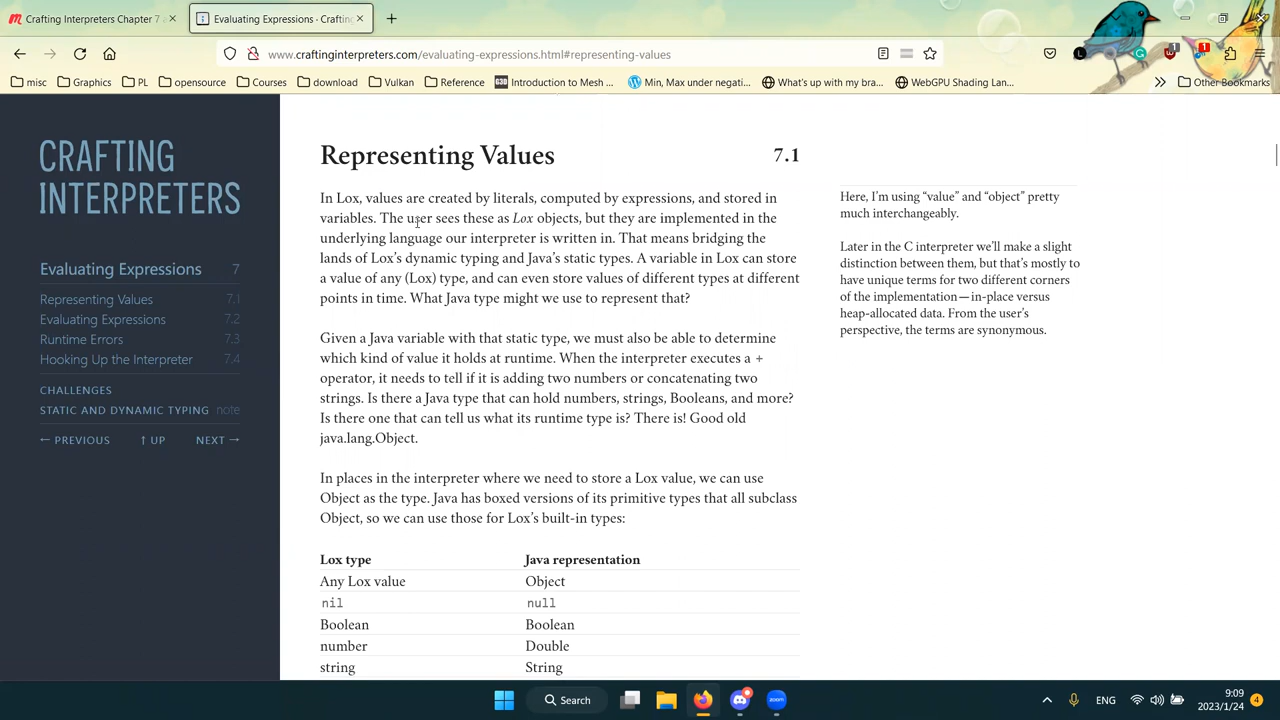 Crafting Interpreters Chapter 7
Evaluating Expressions · Crafting
www.craftinginterpreters.com/evaluating-expressions.html#representing-values
misc
Graphics
PL
opensource
Courses
download
Vulkan
Reference
Introduction to Mesh ...
Min, Max under negati...
What's up with my bra...
WebGPU Shading Lan...
Other Bookmarks
CRAFTING
INTERPRETERS
Evaluating Expressions 7
Representing Values 7.1
Evaluating Expressions 7.2
Runtime Errors 7.3
Hooking Up the Interpreter 7.4
CHALLENGES
STATIC AND DYNAMIC TYPING note
← PREVIOUS ↑ UP NEXT →
Representing Values 7.1
In Lox, values are created by literals, computed by expressions, and stored in
variables. The user sees these as Lox objects, but they are implemented in the
underlying language our interpreter is written in. That means bridging the
lands of Lox’s dynamic typing and Java’s static types. A variable in Lox can store
a value of any (Lox) type, and can even store values of different types at different
points in time. What Java type might we use to represent that?
Given a Java variable with that static type, we must also be able to determine
which kind of value it holds at runtime. When the interpreter executes a +
operator, it needs to tell if it is adding two numbers or concatenating two
strings. Is there a Java type that can hold numbers, strings, Booleans, and more?
Is there one that can tell us what its runtime type is? There is! Good old
java.lang.Object.
In places in the interpreter where we need to store a Lox value, we can use
Object as the type. Java has boxed versions of its primitive types that all subclass
Object, so we can use those for Lox’s built-in types:
Lox type Java representation
Any Lox value Object
nil null
Boolean Boolean
number Double
string String
Here, I’m using “value” and “object” pretty
much interchangeably.
Later in the C interpreter we’ll make a slight
distinction between them, but that’s mostly to
have unique terms for two different corners
of the implementation—in-place versus
heap-allocated data. From the user’s
perspective, the terms are synonymous.
Search
zoom
ENG
9:09
2023/1/24
4